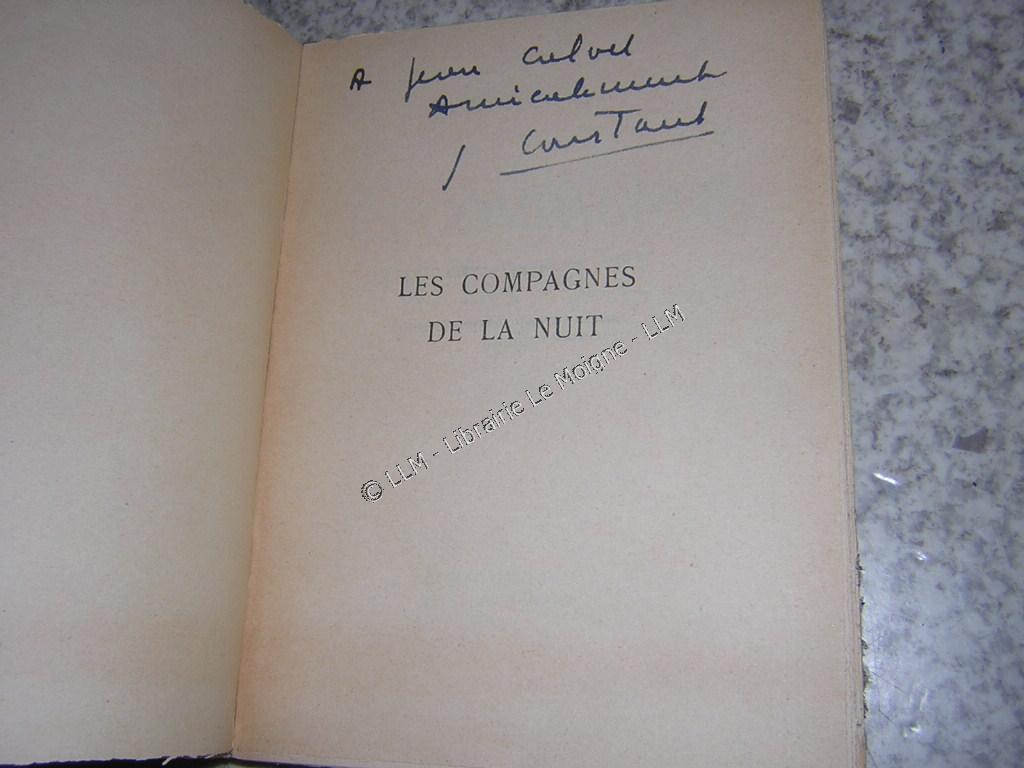 A Jean Calvel
Amicalement
J Constant
LES COMPAGNES
DE LA NUIT
© LLM - Librairie Le Moigne - LLM